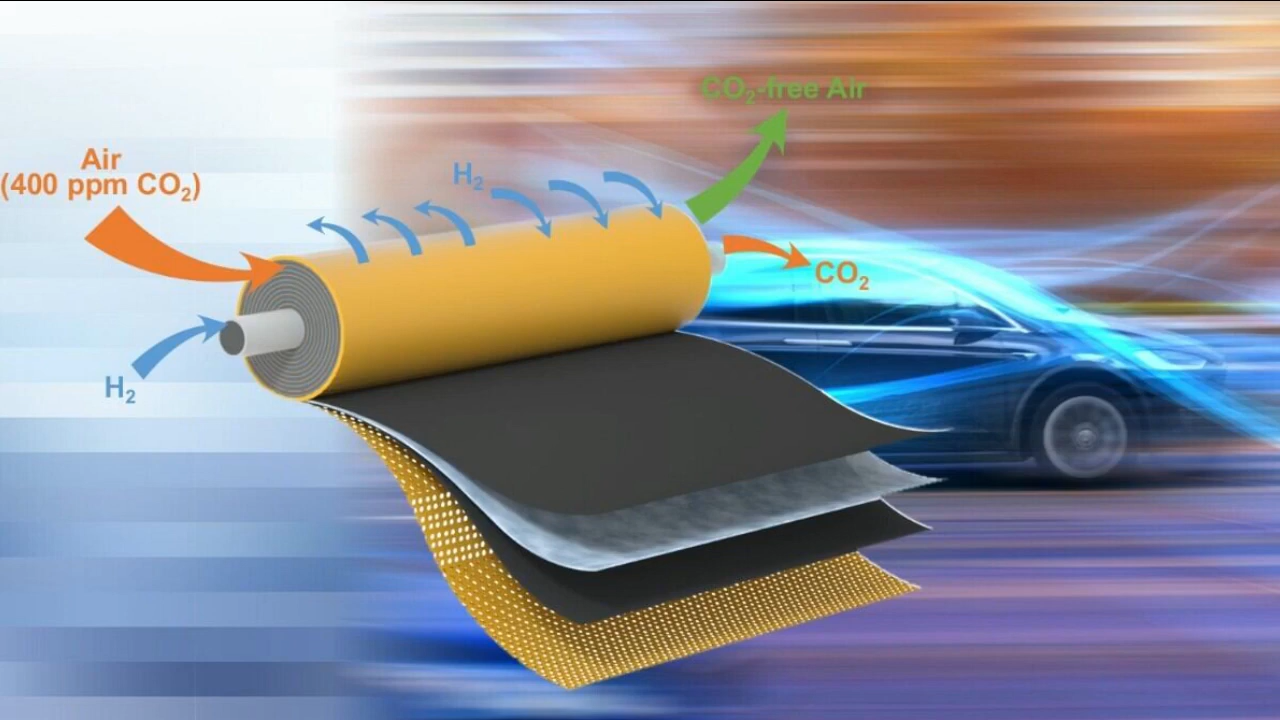 CO₂-free Air
Air
(400 ppm CO₂)
H₂
CO₂
H₂